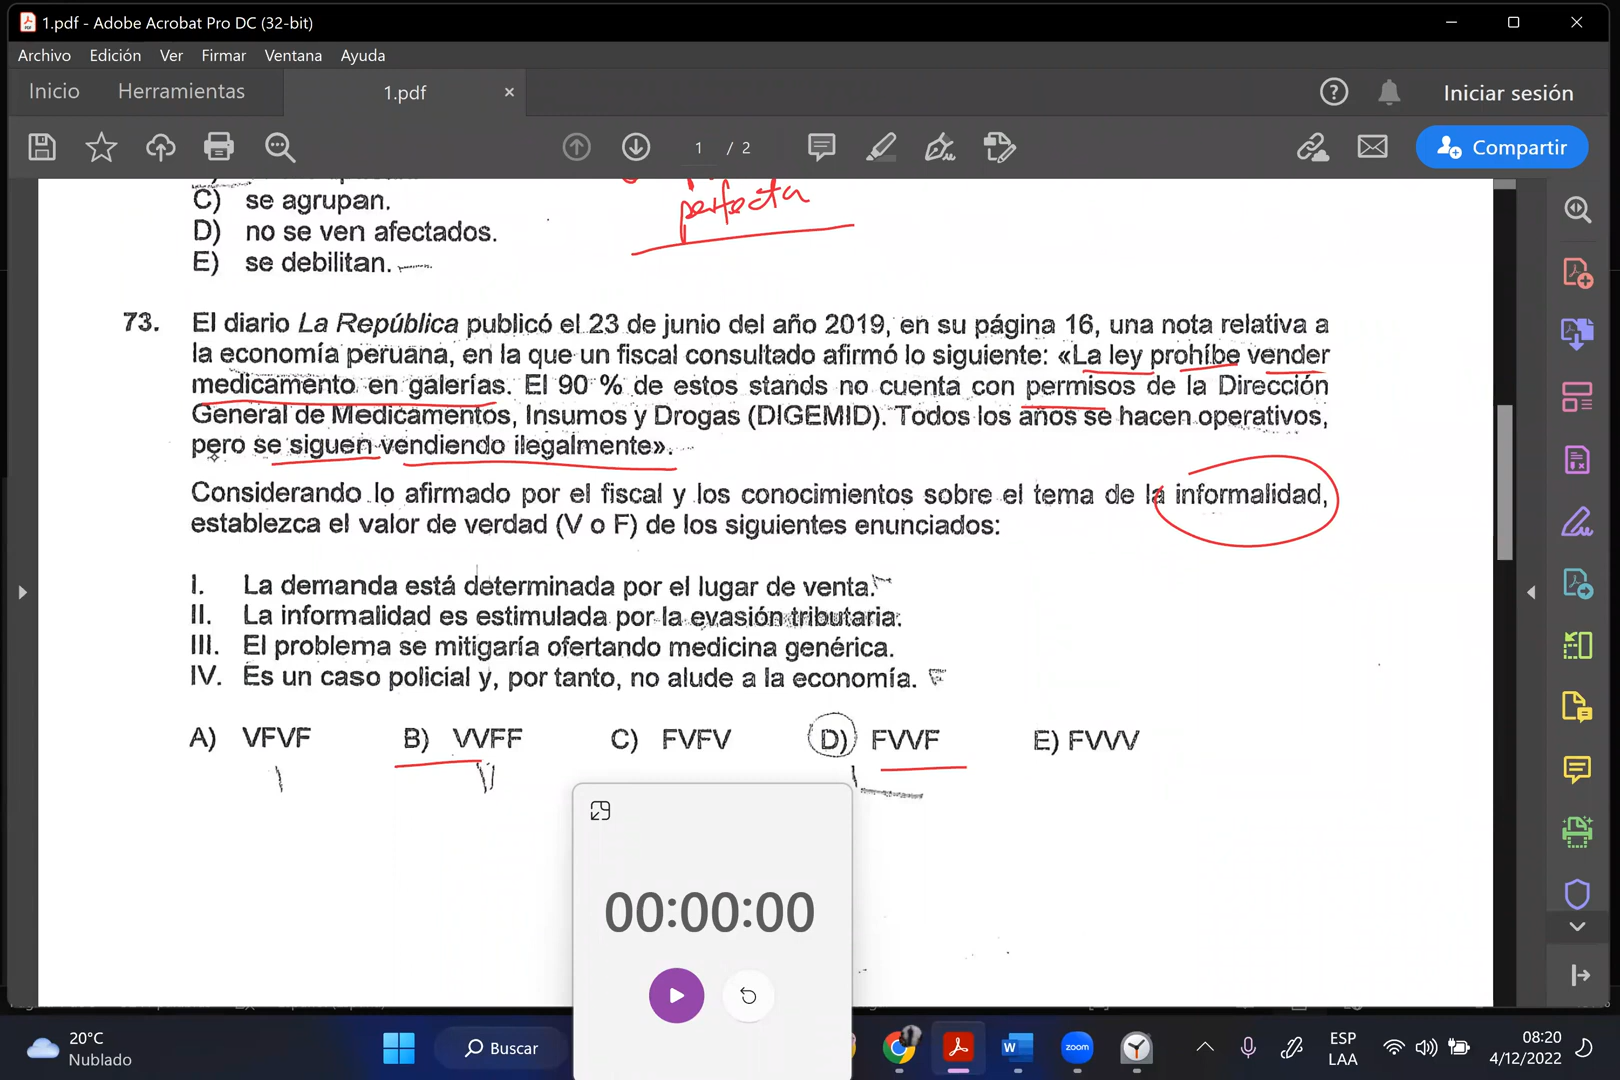 1.pdf - Adobe Acrobat Pro DC (32-bit)
Archivo Edición Ver Firmar Ventana Ayuda
Inicio Herramientas 1.pdf Iniciar sesión
1 / 2 Compartir
perfecta
C) se agrupan.
D) no se ven afectados.
E) se debilitan.
73. El diario La República publicó el 23 de junio del año 2019, en su página 16, una nota relativa a
la economía peruana, en la que un fiscal consultado afirmó lo siguiente: «La ley prohíbe vender
medicamento en galerías. El 90 % de estos stands no cuenta con permisos de la Dirección
General de Medicamentos, Insumos y Drogas (DIGEMID). Todos los años se hacen operativos,
pero se siguen vendiendo ilegalmente».
Considerando lo afirmado por el fiscal y los conocimientos sobre el tema de la informalidad,
establezca el valor de verdad (V o F) de los siguientes enunciados:
I. La demanda está determinada por el lugar de venta.
II. La informalidad es estimulada por la evasión tributaria.
III. El problema se mitigaría ofertando medicina genérica.
IV. Es un caso policial y, por tanto, no alude a la economía. F
A) VFVF B) VVFF C) FVFV D) FVVF E) FVVV
00:00:00
20°C
Nublado
Buscar
zoom
ESP
LAA
08:20
4/12/2022